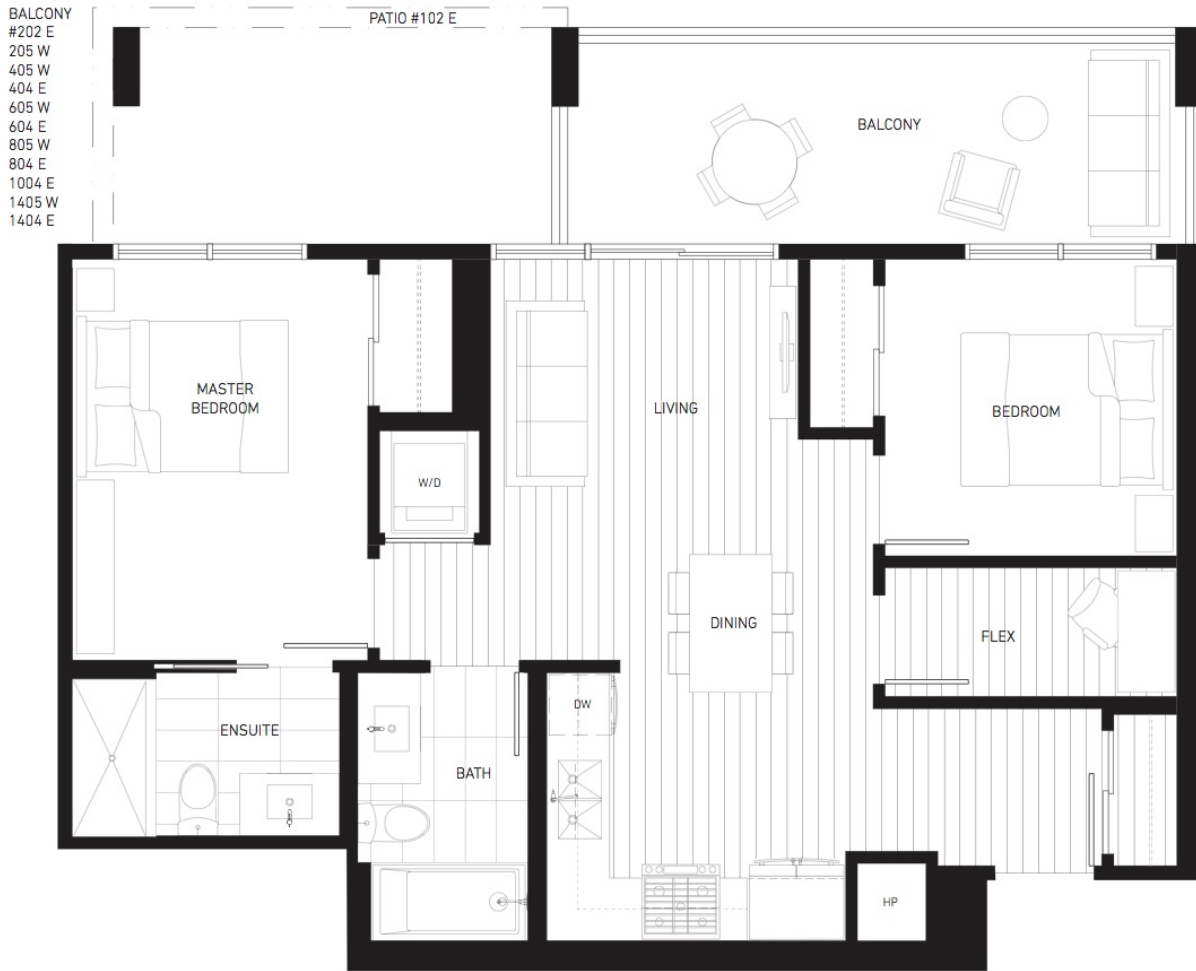 BALCONY
#202 E
205 W
405 W
404 E
605 W
604 E
805 W
804 E
1004 E
1405 W
1404 E
PATIO #102 E
BALCONY
MASTER
BEDROOM
LIVING
BEDROOM
W/D
DINING
FLEX
DW
ENSUITE
BATH
HP